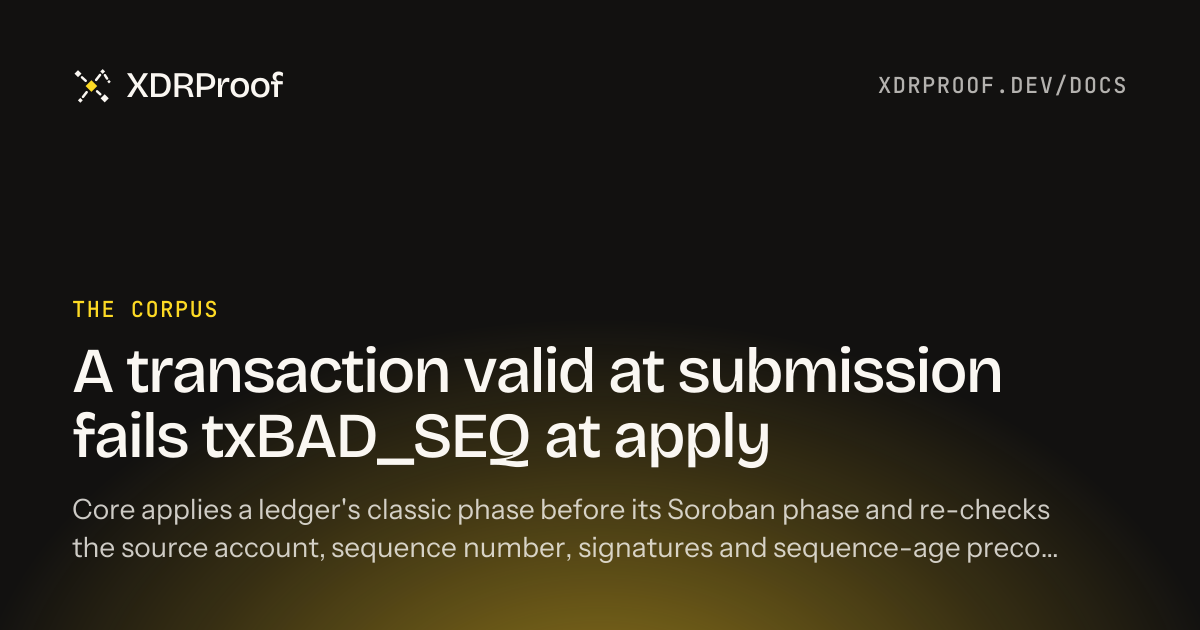 XDRProof
XDRPROOF.DEV/DOCS
THE CORPUS
A transaction valid at submission
fails txBAD_SEQ at apply
Core applies a ledger's classic phase before its Soroban phase and re-checks
the source account, sequence number, signatures and sequence-age preco...